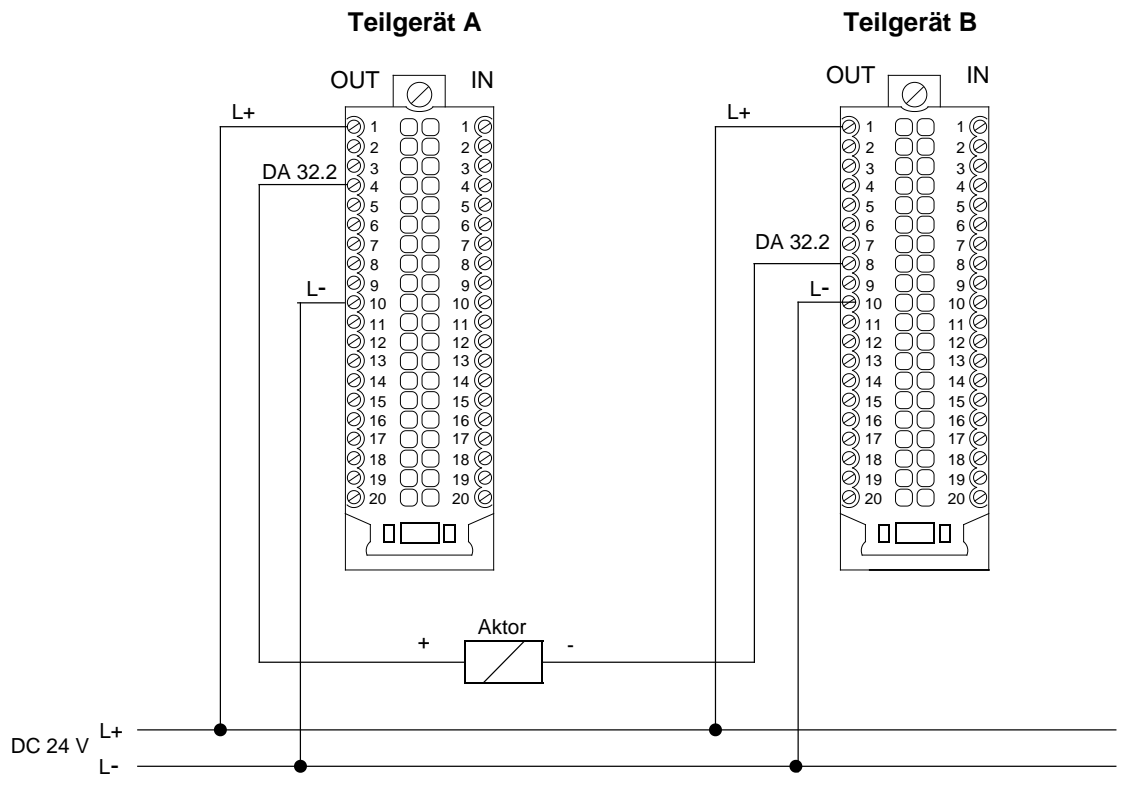 Teilgerät A Teilgerät B
OUT IN OUT IN
L+ 1 1 L+ 1 1
2 2 2 2
3 3 3 3
DA 32.2 4 4 4 4
5 5 5 5
6 6 6 6
7 7 DA 32.2 7 7
8 8 8 8
9 9 9 9
L- 10 10 L- 10 10
11 11 11 11
12 12 12 12
13 13 13 13
14 14 14 14
15 15 15 15
16 16 16 16
17 17 17 17
18 18 18 18
19 19 19 19
20 20 20 20
Aktor
+ -
L+
DC 24 V
L-